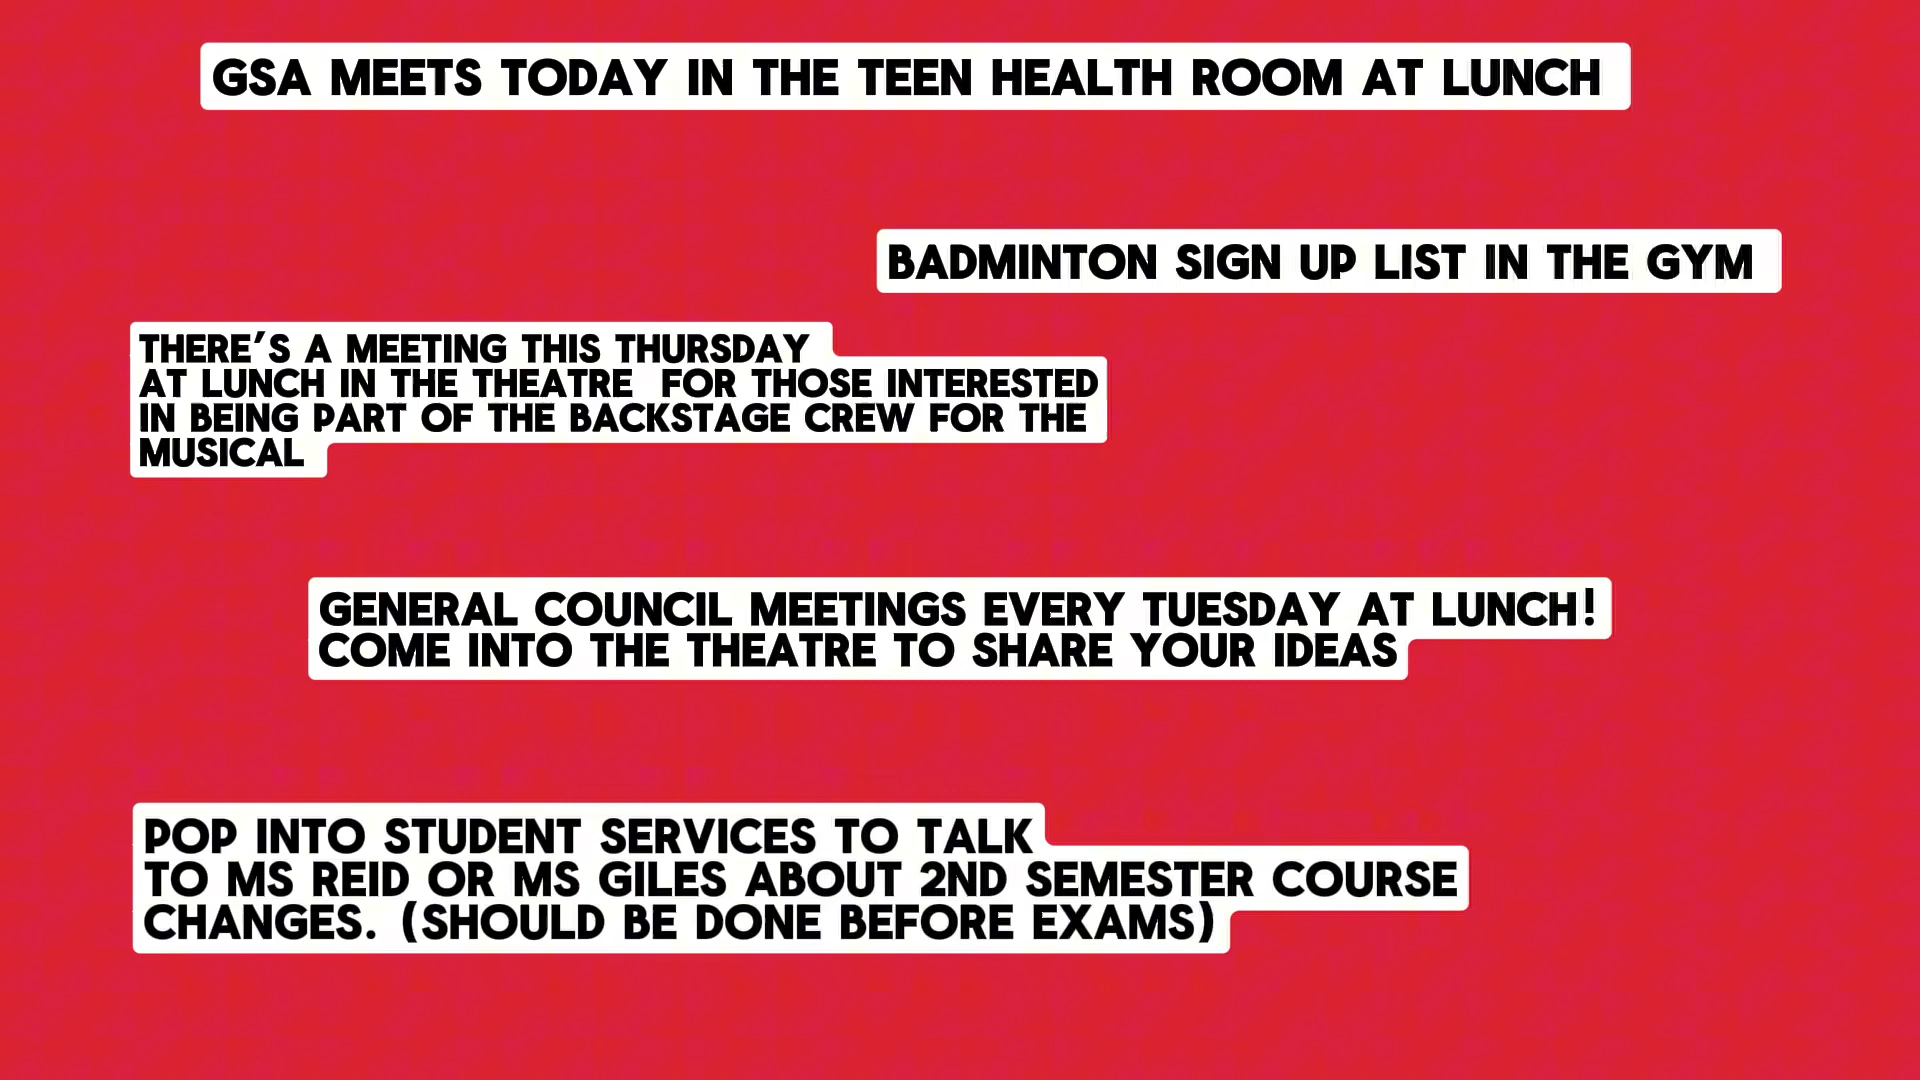 GSA MEETS TODAY IN THE TEEN HEALTH ROOM AT LUNCH
BADMINTON SIGN UP LIST IN THE GYM
THERE'S A MEETING THIS THURSDAY
AT LUNCH IN THE THEATRE FOR THOSE INTERESTED
IN BEING PART OF THE BACKSTAGE CREW FOR THE
MUSICAL
GENERAL COUNCIL MEETINGS EVERY TUESDAY AT LUNCH!
COME INTO THE THEATRE TO SHARE YOUR IDEAS
POP INTO STUDENT SERVICES TO TALK
TO MS REID OR MS GILES ABOUT 2ND SEMESTER COURSE
CHANGES. (SHOULD BE DONE BEFORE EXAMS)